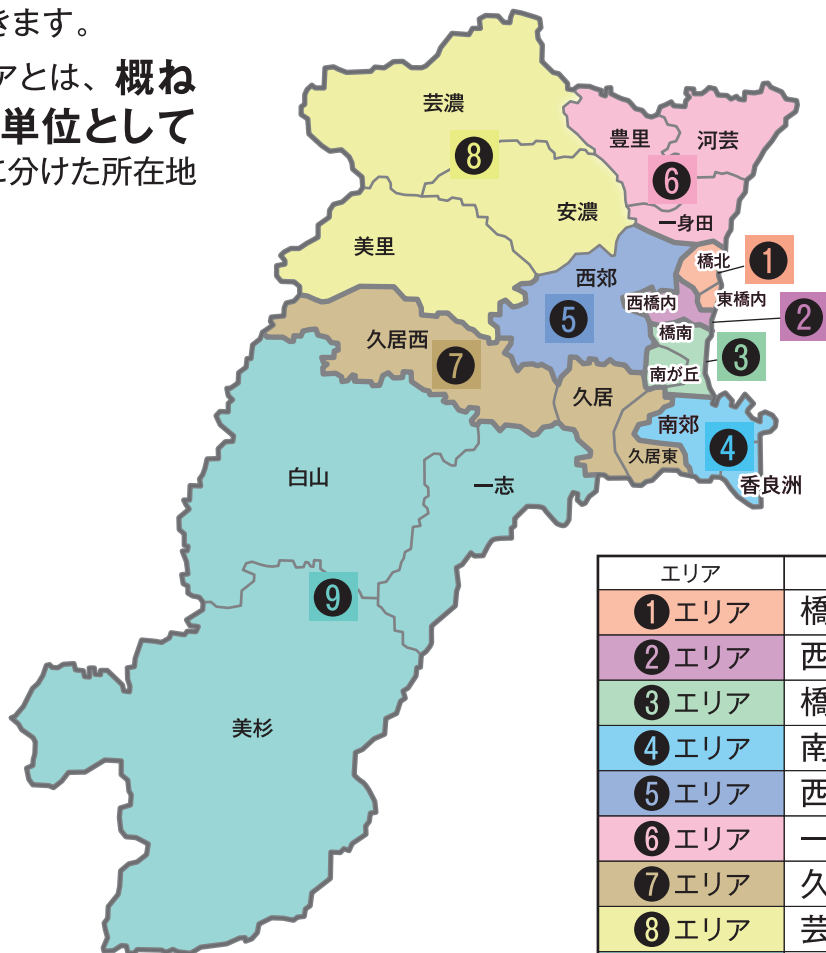 きます。
アとは、概ね
単位として
に分けた所在地
芸濃
豊里
河芸
8
6
安濃
一身田
美里
橋北
1
西郊
西橋内
東橋内
5
2
橋南
久居西
3
7
南が丘
久居
南郊
4
久居東
白山
一志
香良洲
9
美杉
エリア
1 エリア 橋
2 エリア 西
3 エリア 橋
4 エリア 南
5 エリア 西
6 エリア 一
7 エリア 久
8 エリア 芸